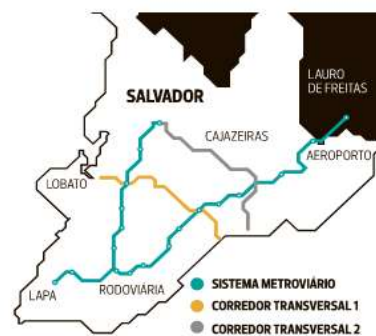 LAURO
DE FREITAS
SALVADOR
CAJAZEIRAS
AEROPORTO
LOBATO
LAPA
RODOVIÁRIA
SISTEMA METROVIÁRIO
CORREDOR TRANSVERSAL 1
CORREDOR TRANSVERSAL 2